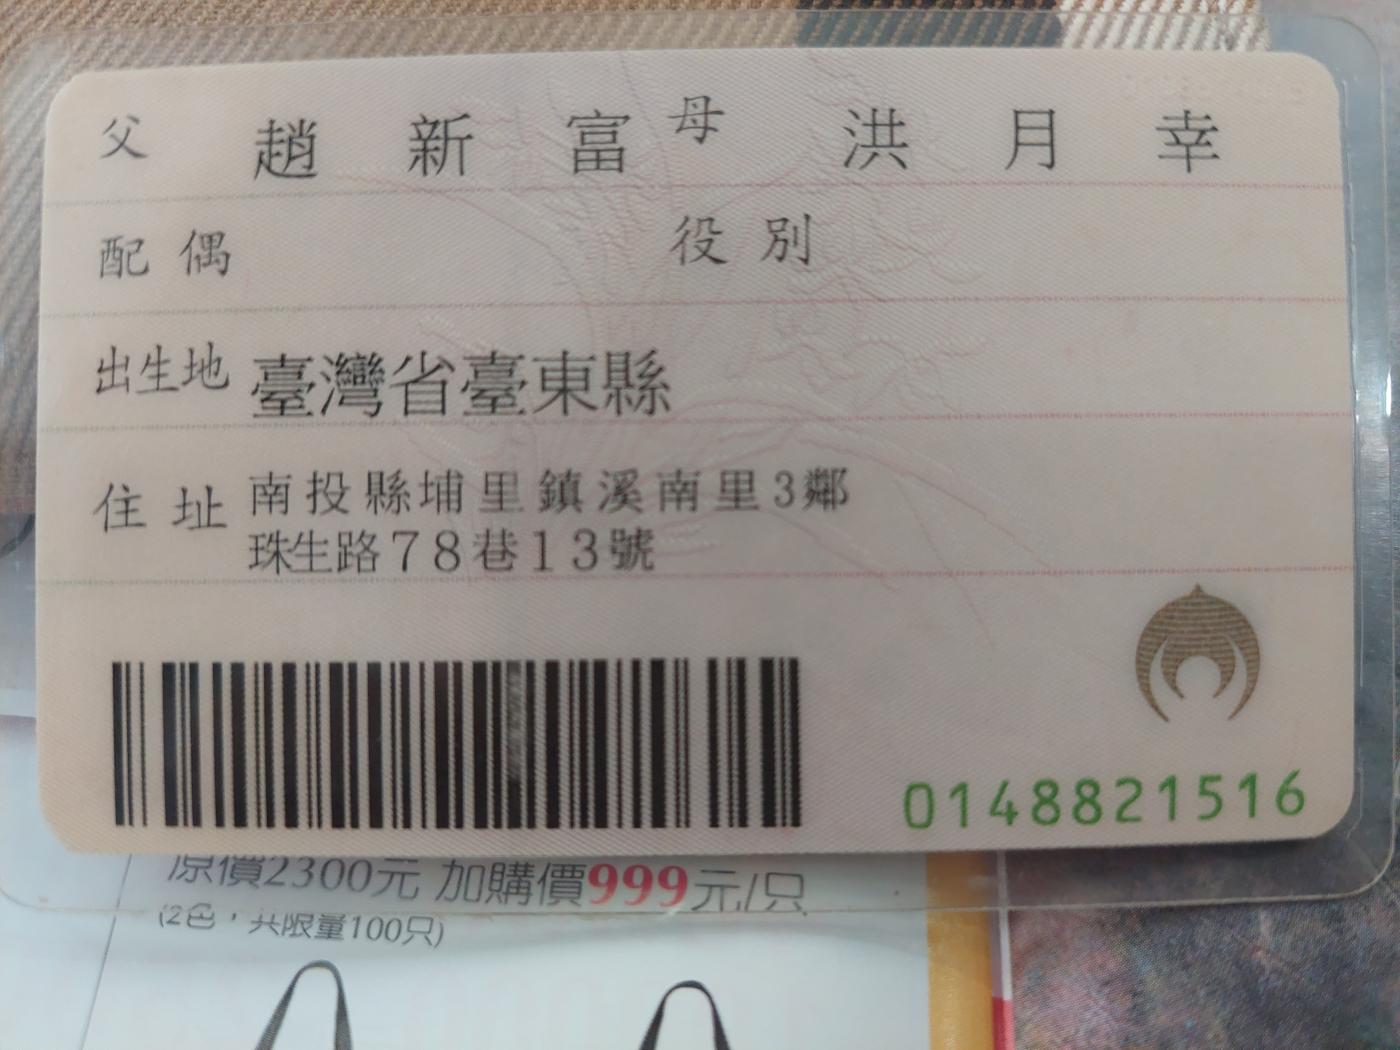 父 趙新富 母 洪月幸
配偶 役別
出生地 臺灣省臺東縣
住址 南投縣埔里鎮溪南里3鄰
珠生路78巷13號
0148821516
原價2300元 加購價999元/只
(2色，共限量100只)